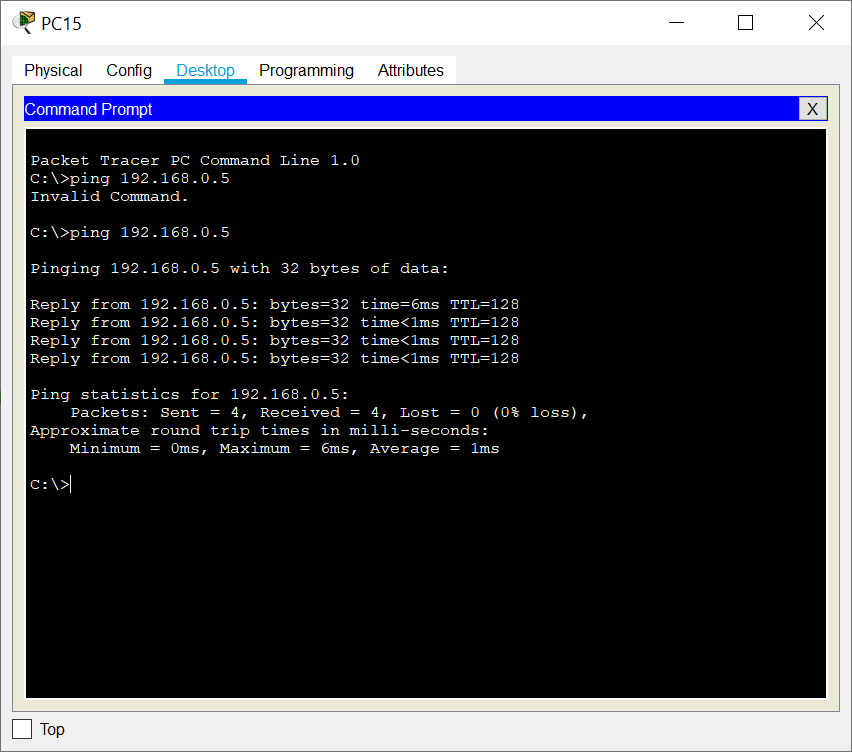 PC15
Physical Config Desktop Programming Attributes
Command Prompt X
Packet Tracer PC Command Line 1.0
C:\>ping 192.168.0.5
Invalid Command.
C:\>ping 192.168.0.5
Pinging 192.168.0.5 with 32 bytes of data:
Reply from 192.168.0.5: bytes=32 time=6ms TTL=128
Reply from 192.168.0.5: bytes=32 time<1ms TTL=128
Reply from 192.168.0.5: bytes=32 time<1ms TTL=128
Reply from 192.168.0.5: bytes=32 time<1ms TTL=128
Ping statistics for 192.168.0.5:
Packets: Sent = 4, Received = 4, Lost = 0 (0% loss),
Approximate round trip times in milli-seconds:
Minimum = 0ms, Maximum = 6ms, Average = 1ms
C:\>
Top